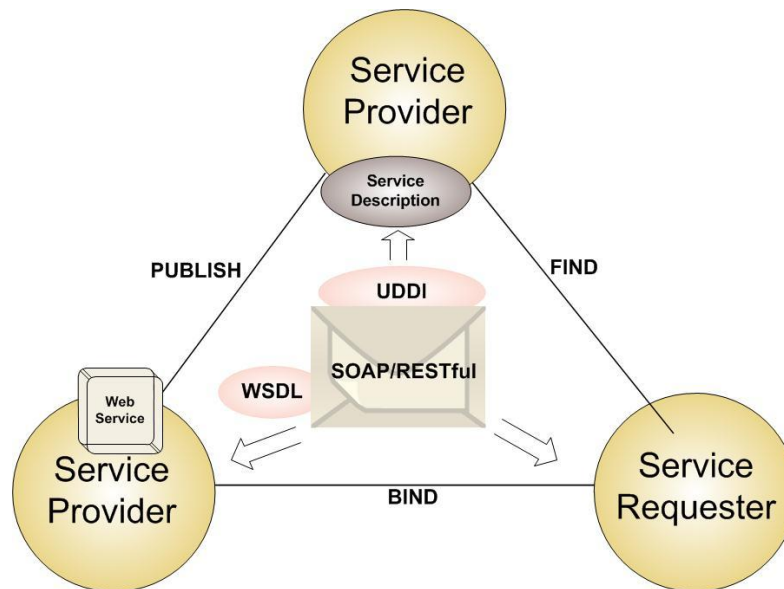 Service
Provider
Service
Description
PUBLISH
FIND
UDDI
SOAP/RESTful
WSDL
Web
Service
Service
Provider
BIND
Service
Requester